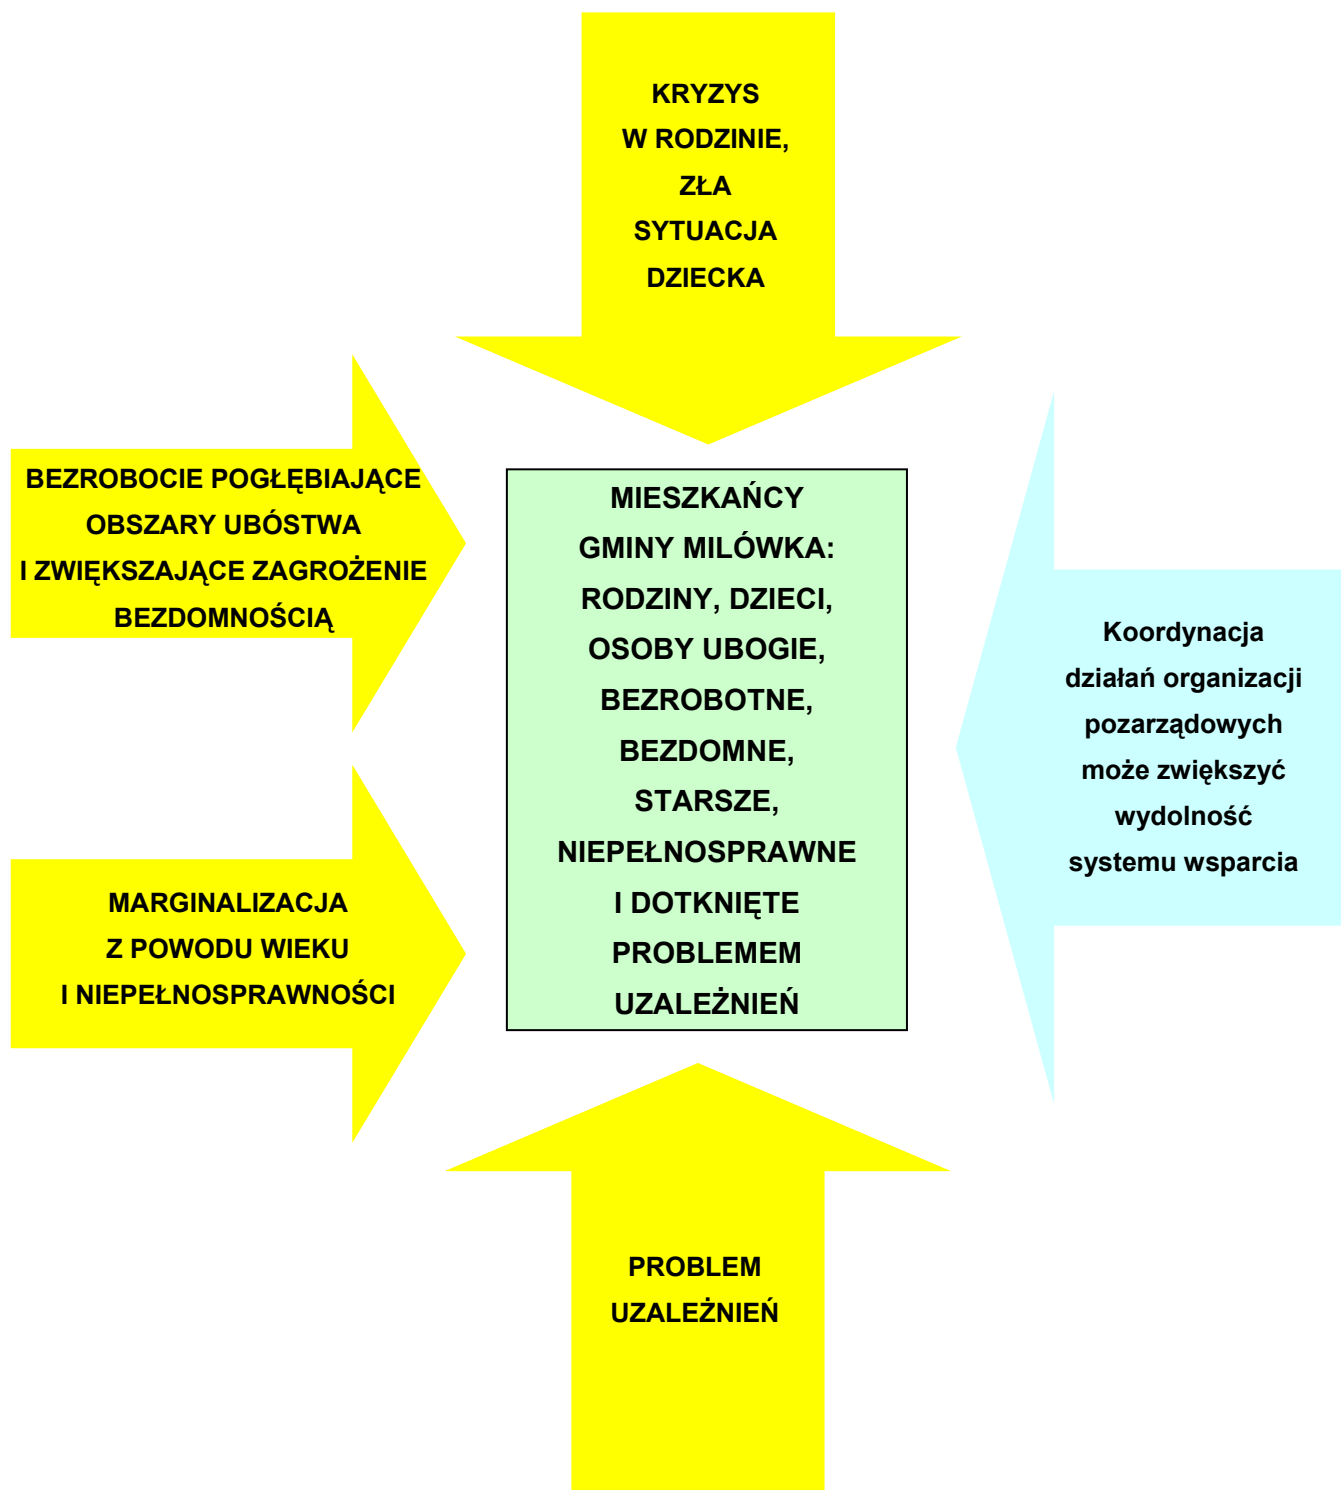 KRYZYS
W RODZINIE,
ZŁA
SYTUACJA
DZIECKA
BEZROBOCIE POGŁĘBIAJĄCE
OBSZARY UBÓSTWA
I ZWIĘKSZAJĄCE ZAGROŻENIE
BEZDOMNOŚCIĄ
MARGINALIZACJA
Z POWODU WIEKU
I NIEPEŁNOSPRAWNOŚCI
MIESZKAŃCY
GMINY MILÓWKA:
RODZINY, DZIECI,
OSOBY UBOGIE,
BEZROBOTNE,
BEZDOMNE,
STARSZE,
NIEPEŁNOSPRAWNE
I DOTKNIĘTE
PROBLEMEM
UZALEŻNIEŃ
Koordynacja
działań organizacji
pozarządowych
może zwiększyć
wydolność
systemu wsparcia
PROBLEM
UZALEŻNIEŃ